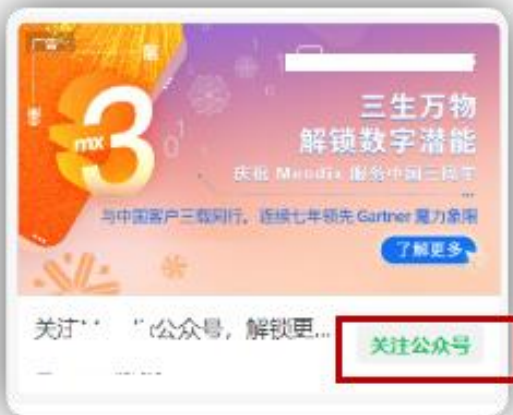 广告
mx
3
三生万物
解锁数字潜能
庆祝 Mendix 服务中国三周年
与中国客户三载同行，连续七年领先 Gartner 魔力象限
了解更多
关注 公众号，解锁更...
关注公众号